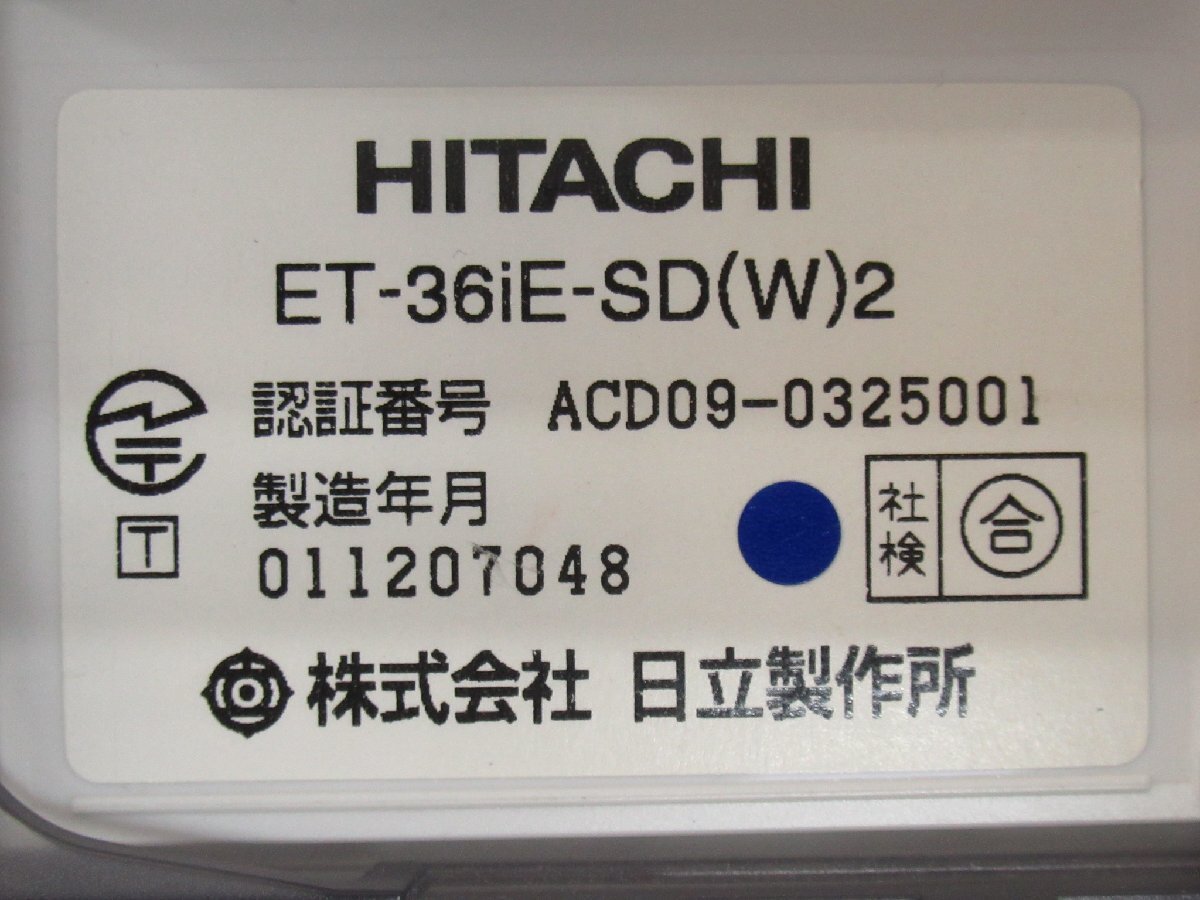 HITACHI
ET-36iE-SD(W)2
認証番号 ACD09-0325001
製造年月
011207048
T
社検 合
株式会社 日立製作所